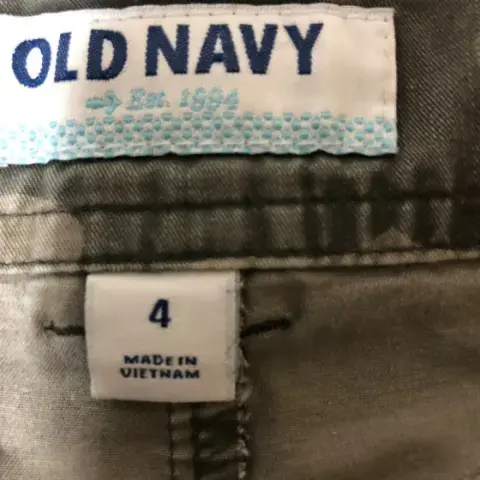 OLD NAVY
Est. 1994
4
MADE IN
VIETNAM